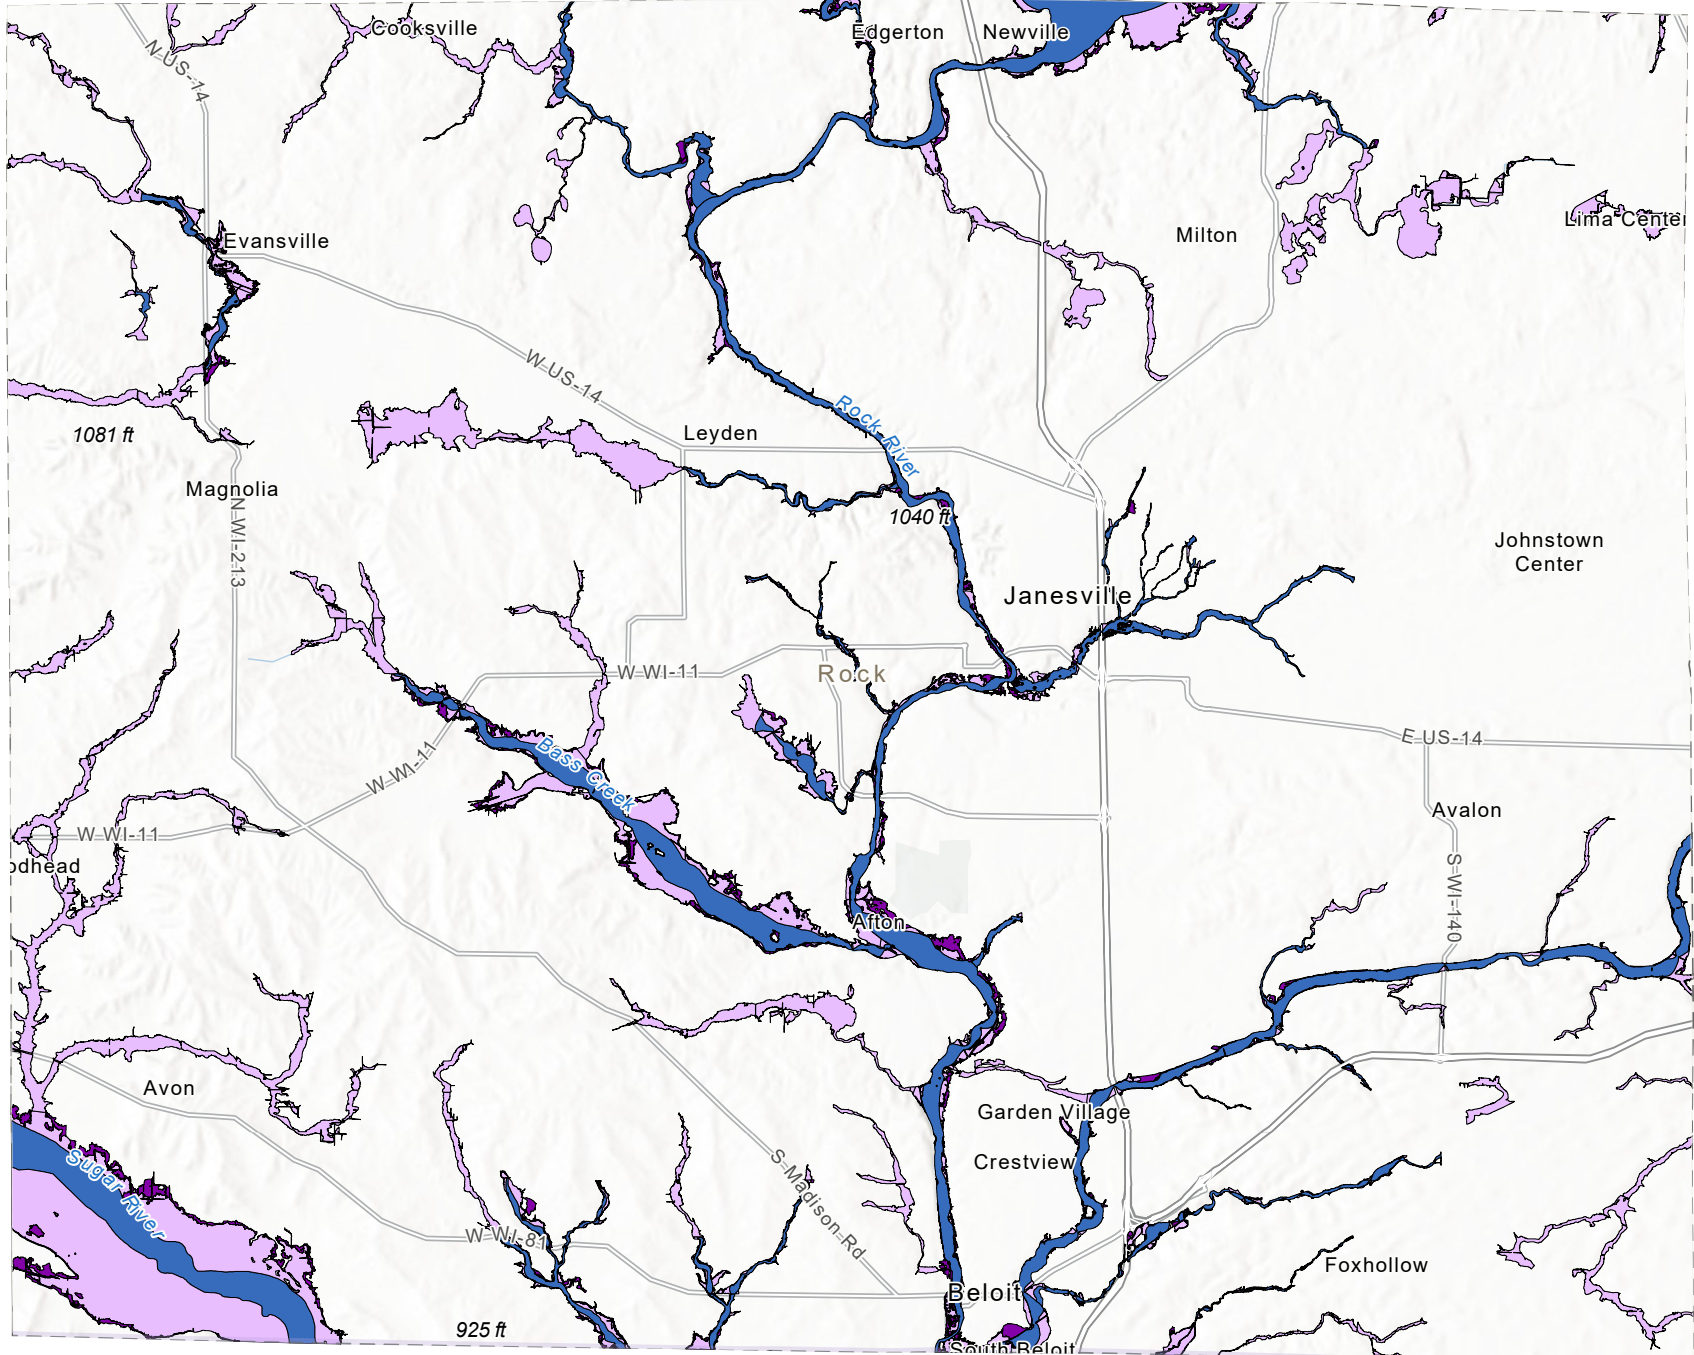 Cooksville
Edgerton
Newville
N US-14
Lima Center
Milton
Evansville
W US-14
Rock River
1081 ft
Leyden
Magnolia
N WI-213
1040 ft
Johnstown
Center
Janesville
W WI-11
Rock
E US-14
Bass Creek
W WI-11
Avalon
W WI-11
odhead
S WI-140
Afton
Avon
Garden Village
Crestview
Sugar River
S Madison Rd
W WI-81
Foxhollow
Beloit
925 ft
South Beloit